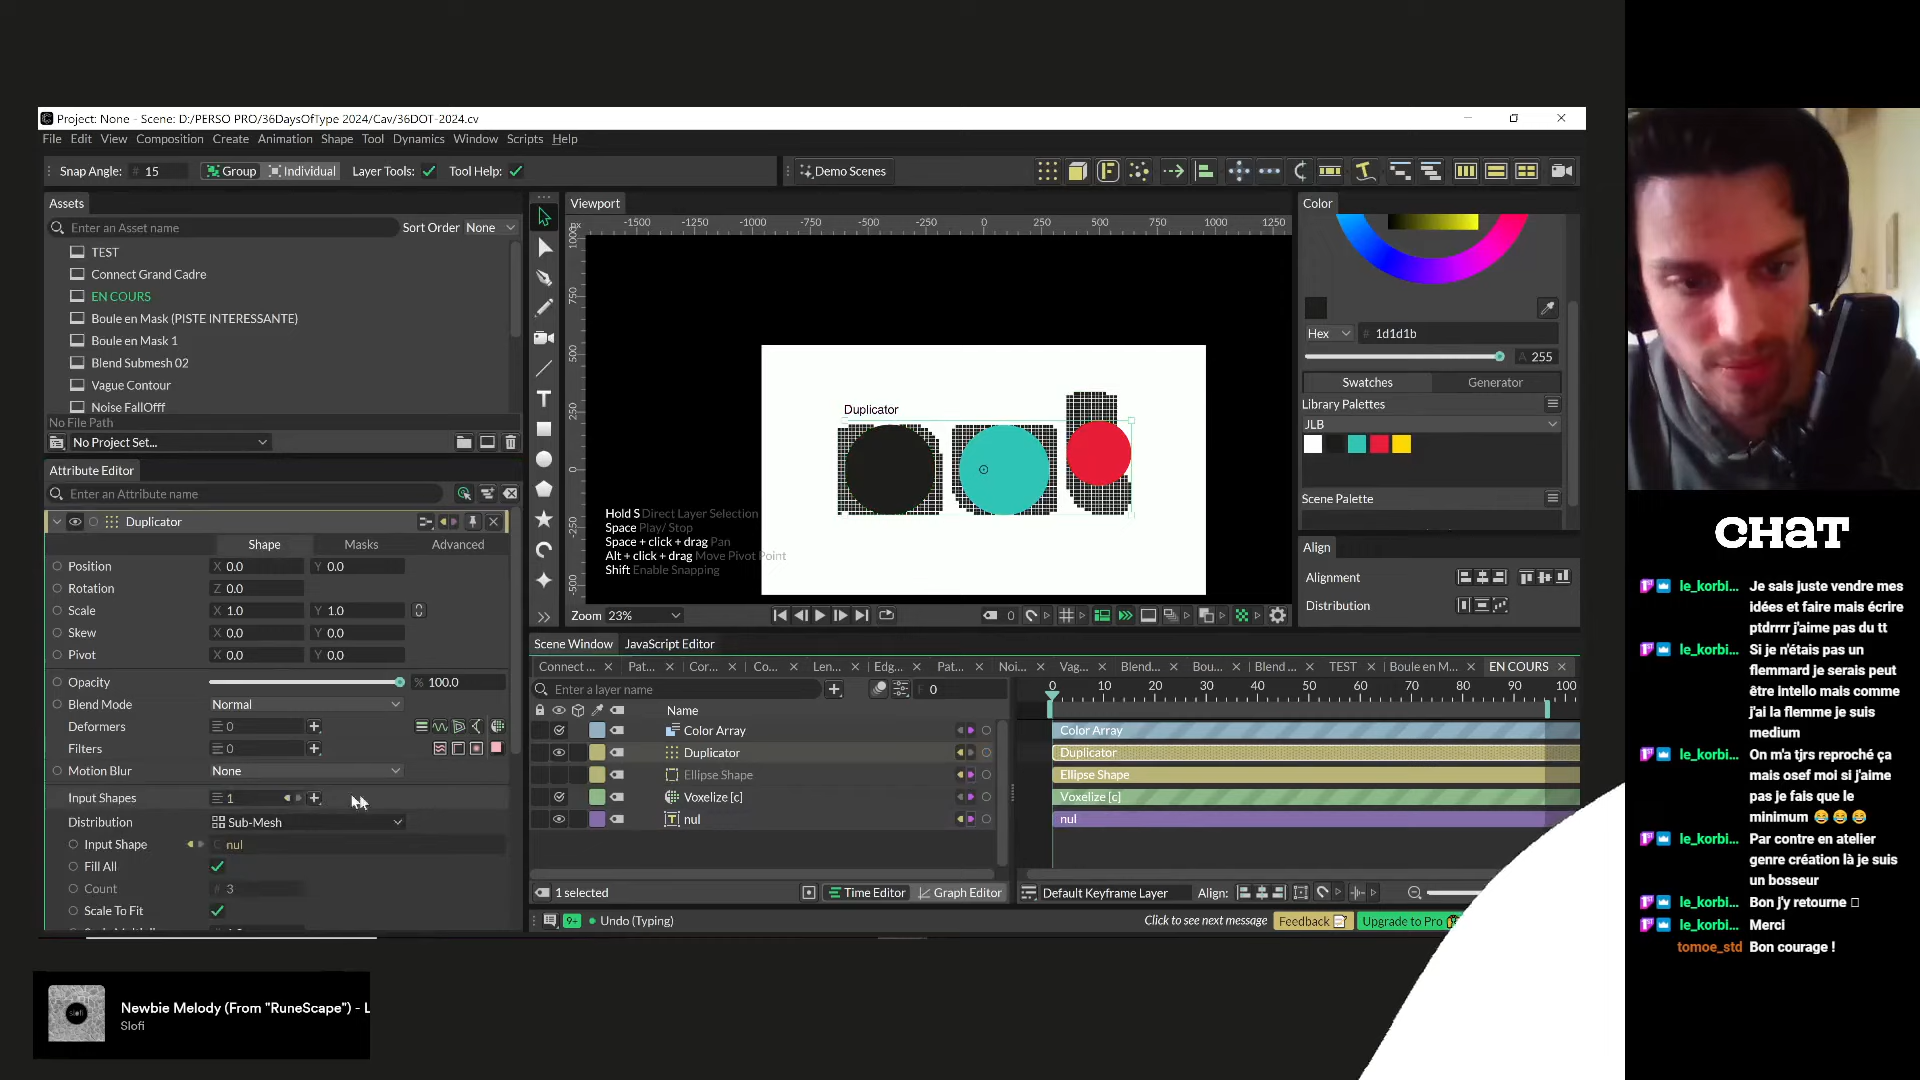 Project: None - Scene: D:/PERSO PRO/36DaysOfType 2024/Cav/36DOT-2024.cv
File Edit View Composition Create Animation Shape Tool Dynamics Window Scripts Help
Snap Angle: # 15 Group Individual Layer Tools: Tool Help: Demo Scenes
Assets
Enter an Asset name Sort Order None
TEST
Connect Grand Cadre
EN COURS
Boule en Mask (PISTE INTERESSANTE)
Boule en Mask 1
Blend Submesh 02
Vague Contour
Noise FallOfff
No File Path
No Project Set...
Attribute Editor
Enter an Attribute name
Duplicator
Shape Masks Advanced
Position X 0.0 Y 0.0
Rotation Z 0.0
Scale X 1.0 Y 1.0
Skew X 0.0 Y 0.0
Pivot X 0.0 Y 0.0
Opacity % 100.0
Blend Mode Normal
Deformers 0
Filters 0
Motion Blur None
Input Shapes 1
Distribution Sub-Mesh
Input Shape nul
Fill All
Count # 3
Scale To Fit
Viewport
px -1500 -1250 -1000 -750 -500 -250 0 250 500 750 1000 1250
1000
750
500
250
0
-250
-500
Duplicator
Hold S Direct Layer Selection
Space Play/ Stop
Space + click + drag Pan
Alt + click + drag Move Pivot Point
Shift Enable Snapping
Zoom 23% 0
Color
Hex # 1d1d1b
A 255
Swatches Generator
Library Palettes
JLB
Scene Palette
Align
Alignment
Distribution
Scene Window JavaScript Editor
Connect ... Pat... Cor... Co... Len... Edg... Pat... Noi... Vag... Blend... Bou... Blend ... TEST Boule en M... EN COURS
Enter a layer name 0
0 10 20 30 40 50 60 70 80 90 100
Name
Color Array Color Array
Duplicator Duplicator
Ellipse Shape Ellipse Shape
Voxelize [c] Voxelize [c]
nul nul
1 selected Time Editor Graph Editor Default Keyframe Layer Align:
9+ Undo (Typing) Click to see next message Feedback Upgrade to Pro
slofi
Newbie Melody (From "RuneScape") - L
Slofi
CHAT
le_korbi... Je sais juste vendre mes
idées et faire mais écrire
ptdrrrr j'aime pas du tt
le_korbi... Si je n'étais pas un
flemmard je serais peut
être intello mais comme
j'ai la flemme je suis
medium
le_korbi... On m'a tjrs reproché ça
mais osef moi si j'aime
pas je fais que le
minimum 😂😂😂
le_korbi... Par contre en atelier
genre création là je suis
un bosseur
le_korbi... Bon j'y retourne
le_korbi... Merci
tomoe_std Bon courage !